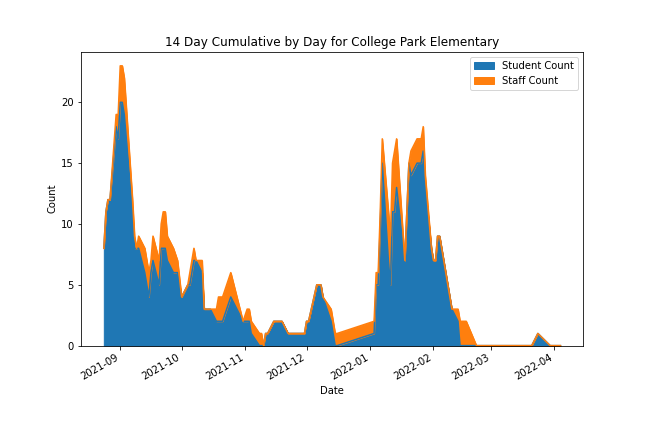 14 Day Cumulative by Day for College Park Elementary
Student Count
Staff Count
Count
20
15
10
5
0
2021-09
2021-10
2021-11
2021-12
2022-01
2022-02
2022-03
2022-04
Date